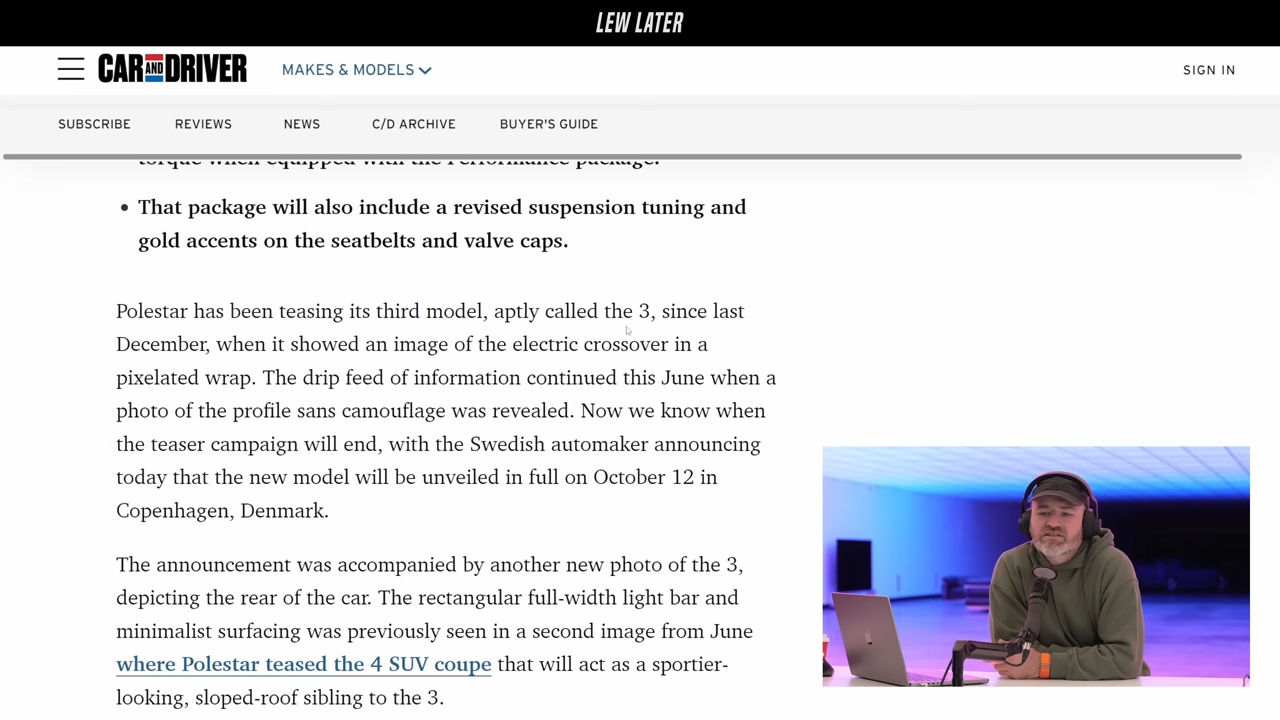 LEW LATER
CAR AND DRIVER
MAKES & MODELS
SIGN IN
SUBSCRIBE
REVIEWS
NEWS
C/D ARCHIVE
BUYER'S GUIDE
torque when equipped with the Performance package.
• That package will also include a revised suspension tuning and
gold accents on the seatbelts and valve caps.
Polestar has been teasing its third model, aptly called the 3, since last
December, when it showed an image of the electric crossover in a
pixelated wrap. The drip feed of information continued this June when a
photo of the profile sans camouflage was revealed. Now we know when
the teaser campaign will end, with the Swedish automaker announcing
today that the new model will be unveiled in full on October 12 in
Copenhagen, Denmark.
The announcement was accompanied by another new photo of the 3,
depicting the rear of the car. The rectangular full-width light bar and
minimalist surfacing was previously seen in a second image from June
where Polestar teased the 4 SUV coupe that will act as a sportier-
looking, sloped-roof sibling to the 3.